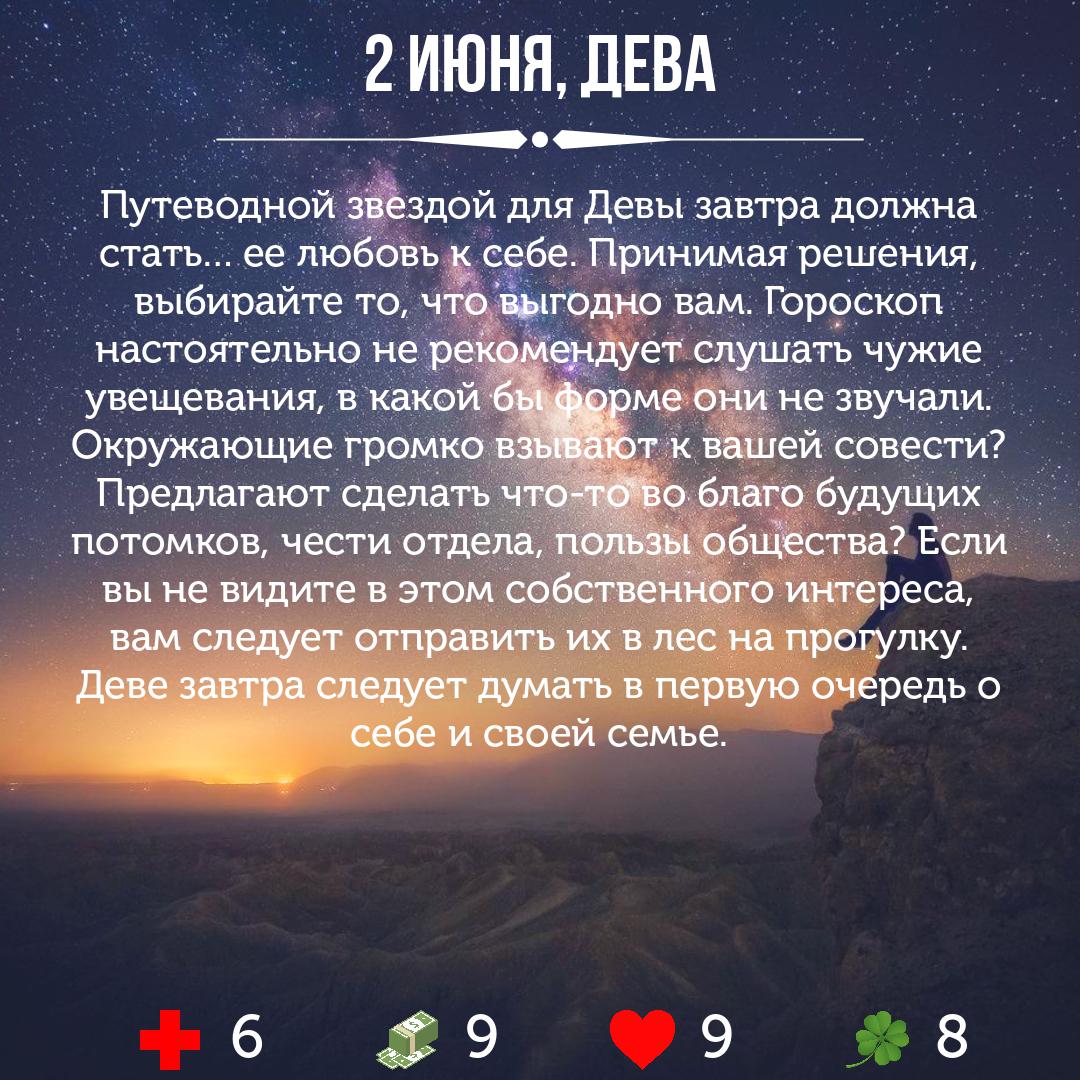 2 ИЮНЯ, ДЕВА
Путеводной звездой для Девы завтра должна
стать... ее любовь к себе. Принимая решения,
выбирайте то, что выгодно вам. Гороскоп
настоятельно не рекомендует слушать чужие
увещевания, в какой бы форме они не звучали.
Окружающие громко взывают к вашей совести?
Предлагают сделать что-то во благо будущих
потомков, чести отдела, пользы общества? Если
вы не видите в этом собственного интереса,
вам следует отправить их в лес на прогулку.
Деве завтра следует думать в первую очередь о
себе и своей семье.
6 9 9 8